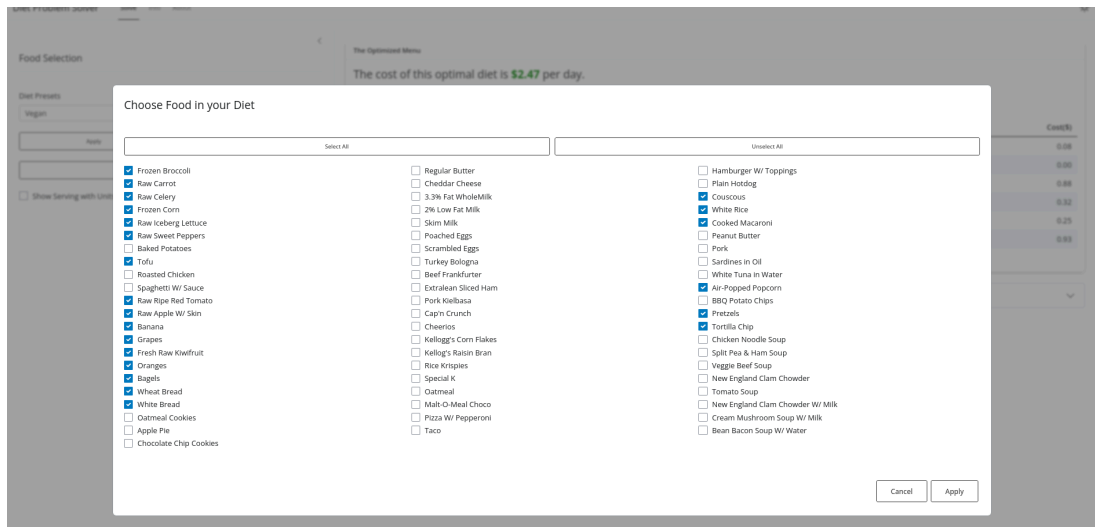 Diet Problem Solver
Food Selection
Diet Presets
Vegan
Apply
Show Serving with Units
The Optimized Menu
The cost of this optimal diet is $2.47 per day.
Cost($)
0.08
0.00
0.88
0.32
0.25
0.93
Choose Food in your Diet
Select All
Unselect All
Frozen Broccoli
Raw Carrot
Raw Celery
Frozen Corn
Raw Iceberg Lettuce
Raw Sweet Peppers
Baked Potatoes
Tofu
Roasted Chicken
Spaghetti W/ Sauce
Raw Ripe Red Tomato
Raw Apple W/ Skin
Banana
Grapes
Fresh Raw Kiwifruit
Oranges
Bagels
Wheat Bread
White Bread
Oatmeal Cookies
Apple Pie
Chocolate Chip Cookies
Regular Butter
Cheddar Cheese
3.3% Fat WholeMilk
2% Low Fat Milk
Skim Milk
Poached Eggs
Scrambled Eggs
Turkey Bologna
Beef Frankfurter
Extralean Sliced Ham
Pork Kielbasa
Cap'n Crunch
Cheerios
Kellogg's Corn Flakes
Kellog's Raisin Bran
Rice Krispies
Special K
Oatmeal
Malt-O-Meal Choco
Pizza W/ Pepperoni
Taco
Hamburger W/ Toppings
Plain Hotdog
Couscous
White Rice
Cooked Macaroni
Peanut Butter
Pork
Sardines in Oil
White Tuna in Water
Air-Popped Popcorn
BBQ Potato Chips
Pretzels
Tortilla Chip
Chicken Noodle Soup
Split Pea & Ham Soup
Veggie Beef Soup
New England Clam Chowder
Tomato Soup
New England Clam Chowder W/ Milk
Cream Mushroom Soup W/ Milk
Bean Bacon Soup W/ Water
Cancel
Apply